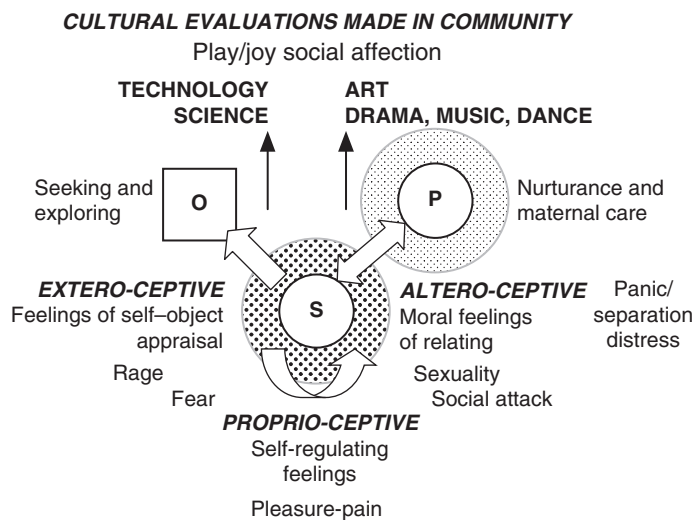 CULTURAL EVALUATIONS MADE IN COMMUNITY
Play/joy social affection
TECHNOLOGY
SCIENCE
ART
DRAMA, MUSIC, DANCE
Seeking and
exploring
O
P
Nurturance and
maternal care
S
EXTERO-CEPTIVE
Feelings of self–object
appraisal
Rage
Fear
ALTERO-CEPTIVE
Moral feelings
of relating
Sexuality
Social attack
Panic/
separation
distress
PROPRIO-CEPTIVE
Self-regulating
feelings
Pleasure-pain